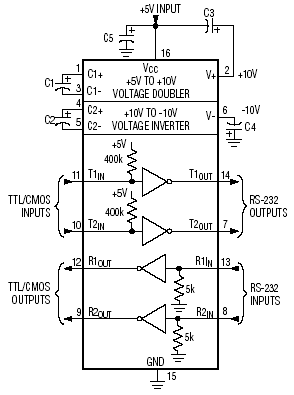 +5V INPUT
C3
C5
16
1
C1+
VCC
V+
2
+10V
C1
+5V TO +10V
3
C1-
VOLTAGE DOUBLER
4
C2+
+10V TO -10V
V-
6
-10V
C2
5
C2-
VOLTAGE INVERTER
C4
+5V
400k
11
T1IN
T1OUT
14
TTL/CMOS
INPUTS
+5V
400k
RS-232
OUTPUTS
10
T2IN
T2OUT
7
12
R1OUT
R1IN
13
TTL/CMOS
OUTPUTS
5k
RS-232
INPUTS
9
R2OUT
R2IN
8
5k
GND
15